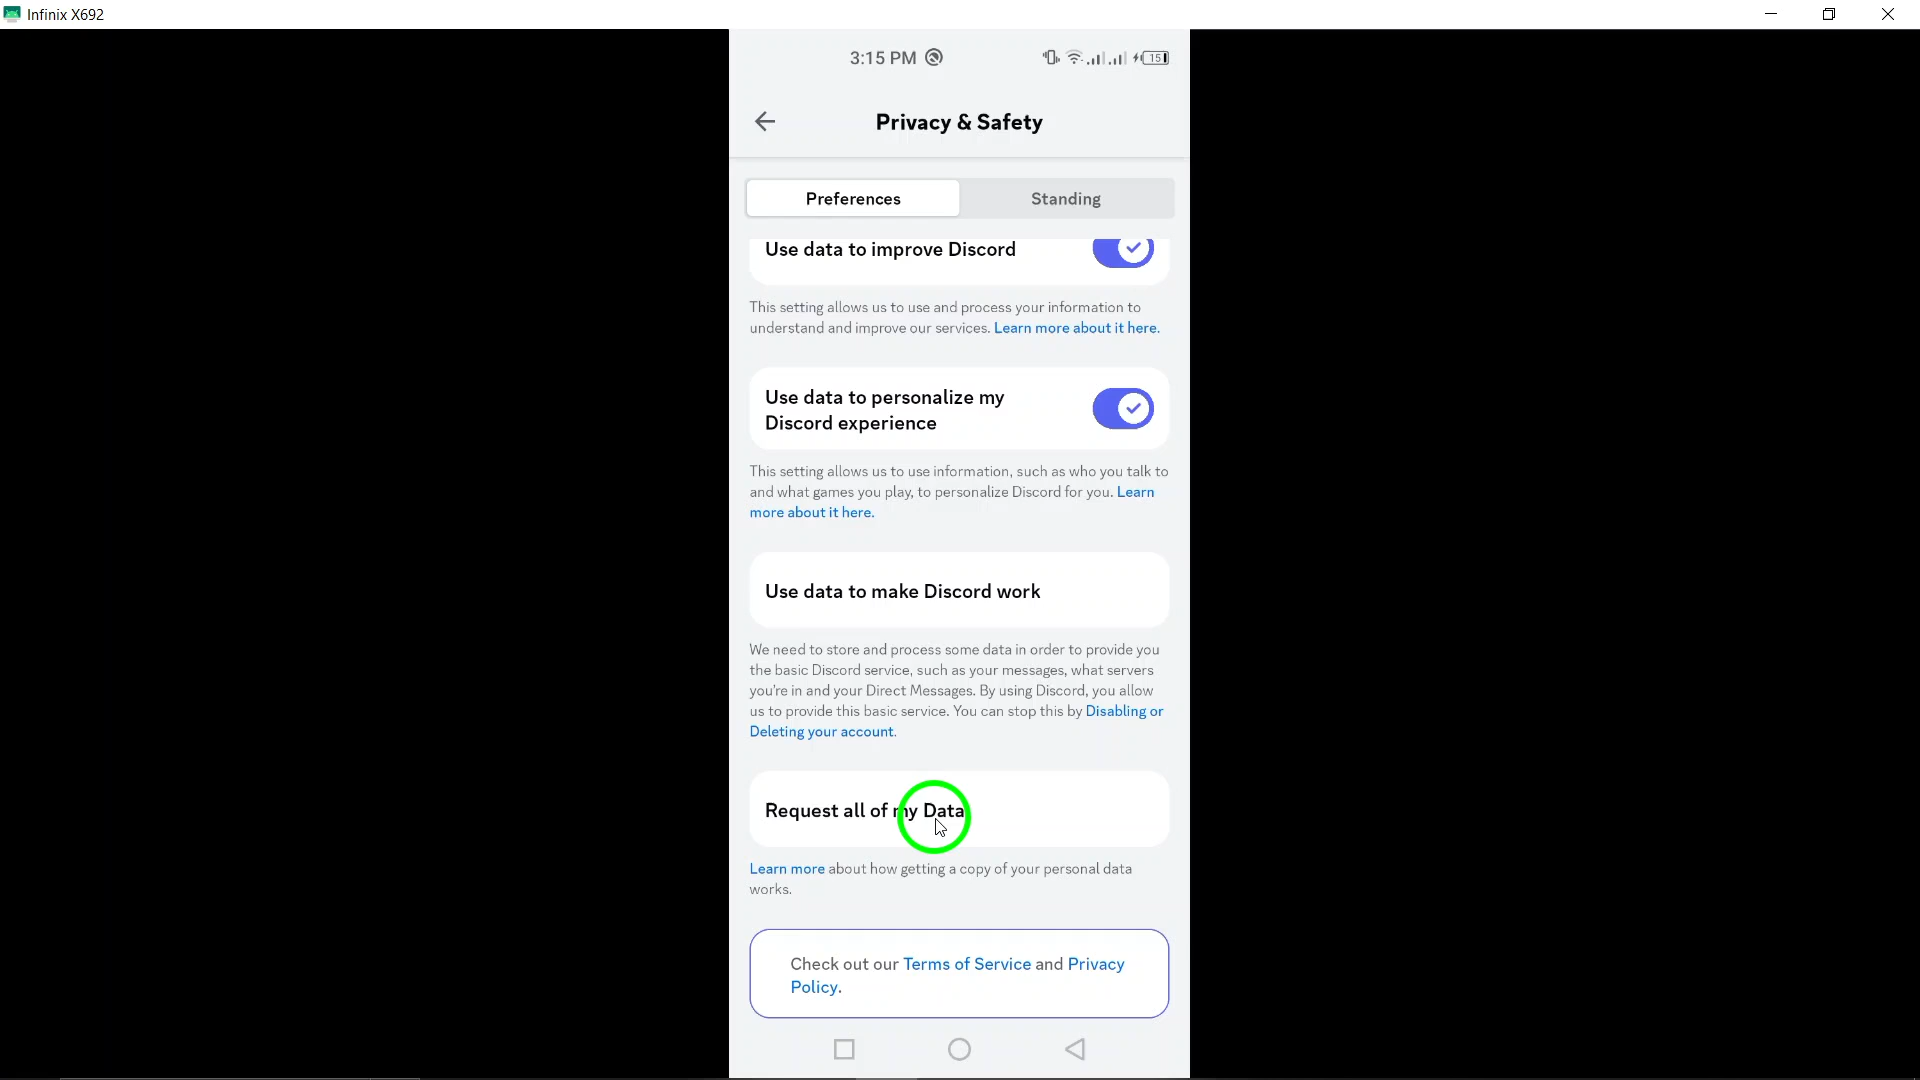 Infinix X692
3:15 PM
15
Privacy & Safety
Preferences
Standing
Use data to improve Discord
This setting allows us to use and process your information to
understand and improve our services. Learn more about it here.
Use data to personalize my
Discord experience
This setting allows us to use information, such as who you talk to
and what games you play, to personalize Discord for you. Learn
more about it here.
Use data to make Discord work
We need to store and process some data in order to provide you
the basic Discord service, such as your messages, what servers
you're in and your Direct Messages. By using Discord, you allow
us to provide this basic service. You can stop this by Disabling or
Deleting your account.
Request all of my Data
Learn more about how getting a copy of your personal data
works.
Check out our Terms of Service and Privacy
Policy.